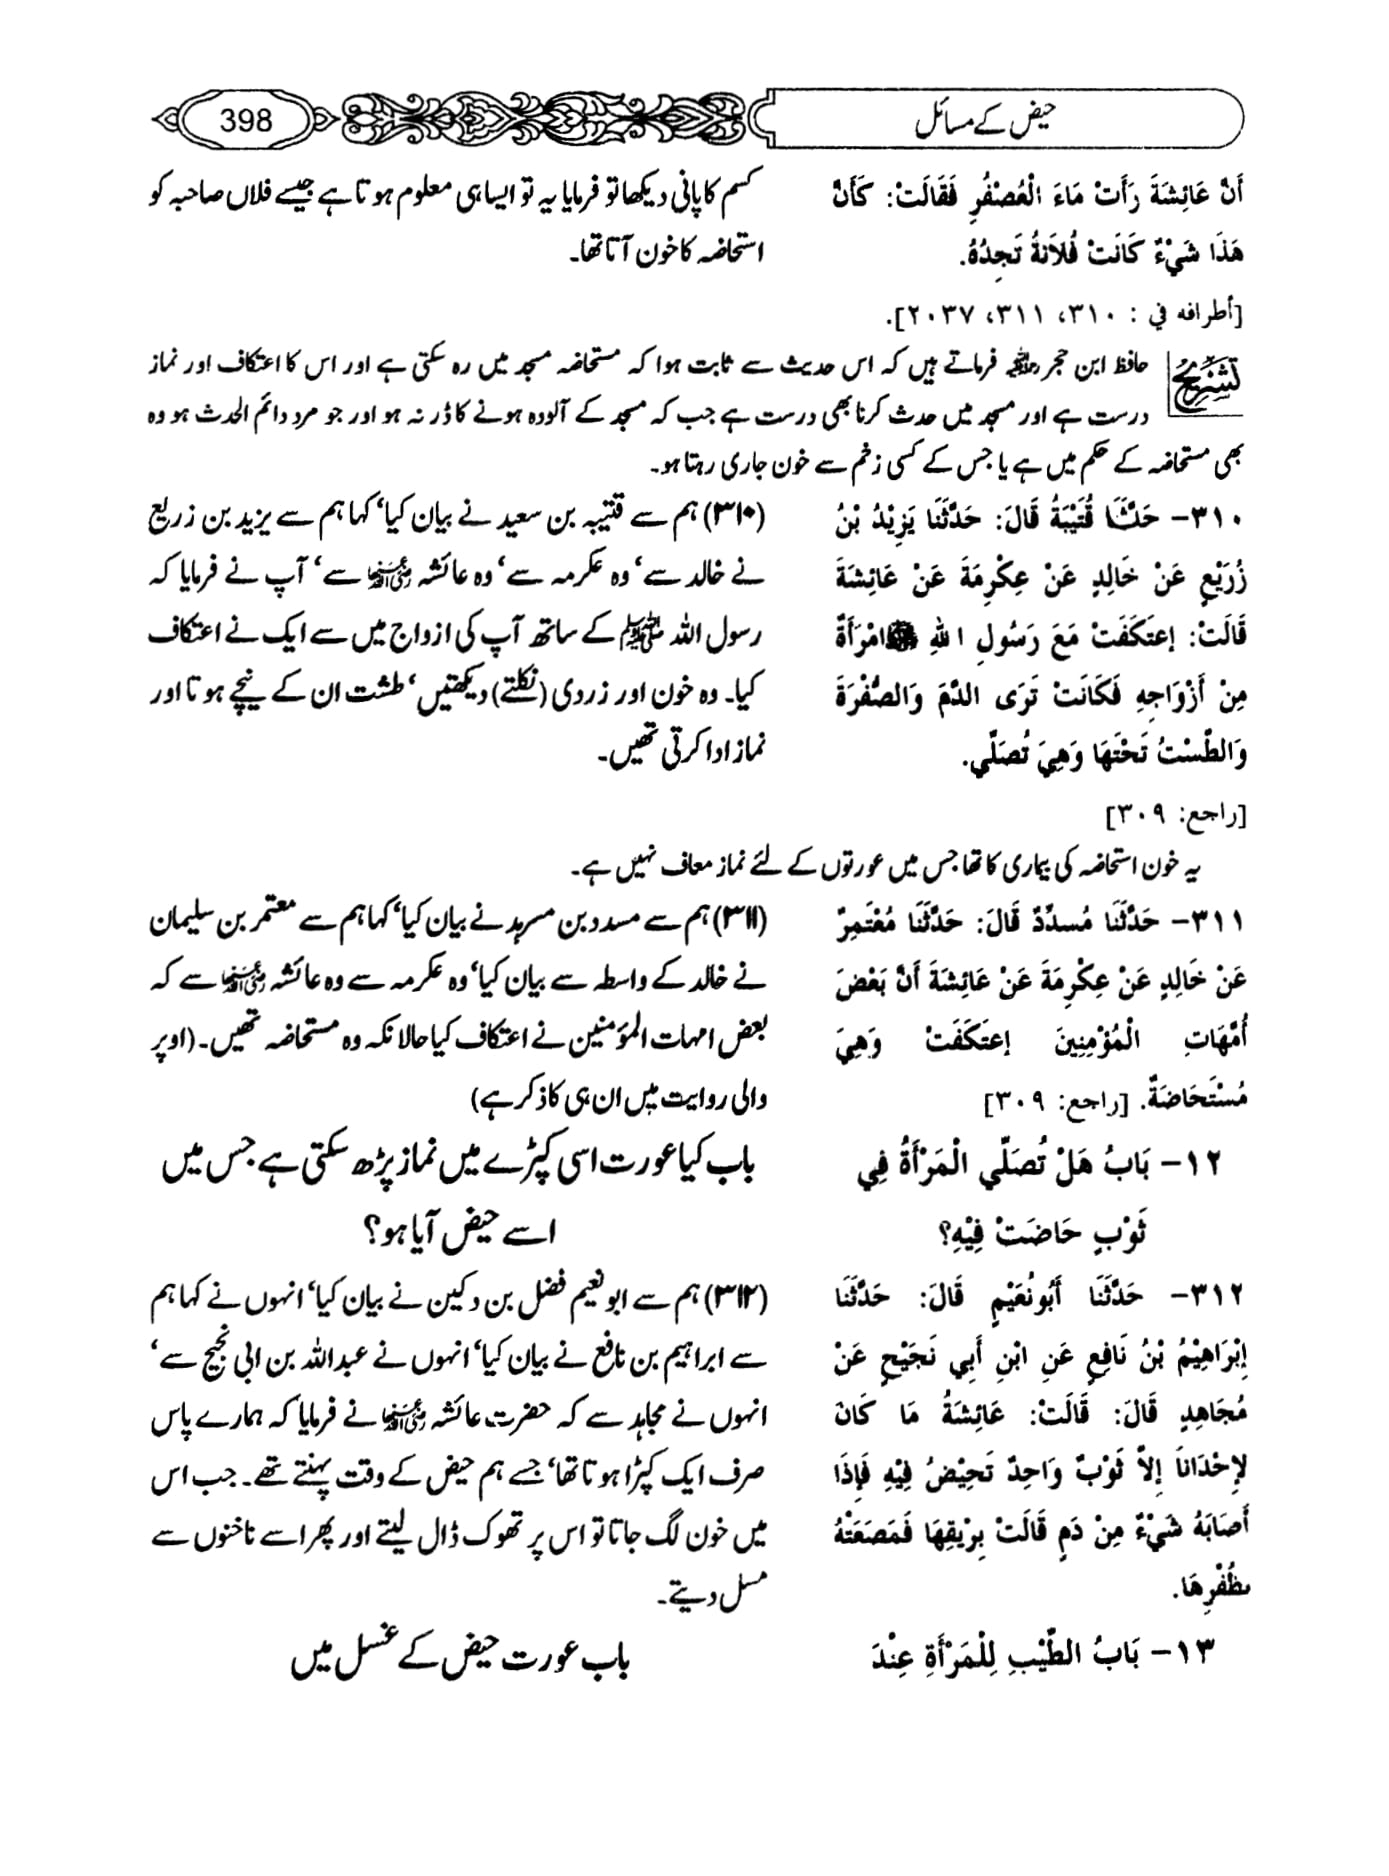 حیض کے مسائل
398
أَنَّ عَائِشَةَ رَأَتْ مَاءَ الْعُصْفُرِ فَقَالَتْ: كَأَنَّ
هَذَا شَيْءٌ كَانَتْ فُلاَنَةُ تَجِدُهُ.
[أطرافه في : ٣١٠، ٣١١، ٢٠٣٧].
کسم کا پانی دیکھا تو فرمایا یہ تو ایسا ہی معلوم ہوتا ہے جیسے فلاں صاحبہ کو
استحاضہ کا خون آتا تھا۔
تشریح
حافظ ابن حجر رحمۃ اللہ علیہ فرماتے ہیں کہ اس حدیث سے ثابت ہوا کہ مستحاضہ مسجد میں رہ سکتی ہے اور اس کا اعتکاف اور نماز
درست ہے اور مسجد میں حدث کرنا بھی درست ہے جب کہ مسجد کے آلودہ ہونے کا ڈر نہ ہو اور جو مرد دائم الحدث ہو وہ
بھی مستحاضہ کے حکم میں ہے یا جس کے کسی زخم سے خون جاری رہتا ہو۔
٣١٠- حَدَّثَنَا قُتَيْبَةُ قَالَ: حَدَّثَنَا يَزِيْدُ بْنُ
زُرَيْعٍ عَنْ خَالِدٍ عَنْ عِكْرِمَةَ عَنْ عَائِشَةَ
قَالَتْ: إعتَكَفَتْ مَعَ رَسُولِ اللهِ ﷺ امْرَأَةٌ
مِنْ أَزْوَاجِهِ فَكَانَتْ تَرَى الدَّمَ وَالصُّفْرَةَ
وَالطَّسْتُ تَحْتَهَا وَهِيَ تُصَلِّي.
[راجع: ٣٠٩]
(۳۱۰) ہم سے قتیبہ بن سعید نے بیان کیا‘ کہا ہم سے یزید بن زریع
نے خالد سے‘ وہ عکرمہ سے‘ وہ عائشہ رضی اللہ عنہا سے‘ آپ نے فرمایا کہ
رسول اللہ ﷺ کے ساتھ آپ کی ازواج میں سے ایک نے اعتکاف
کیا۔ وہ خون اور زردی (نکلتے) دیکھتیں‘ طشت ان کے نیچے ہوتا اور
نماز ادا کرتی تھیں۔
یہ خون استحاضہ کی بیماری کا تھا جس میں عورتوں کے لئے نماز معاف نہیں ہے۔
٣١١- حَدَّثَنَا مُسدَّدٌ قَالَ: حَدَّثَنَا مُعْتَمِرٌ
عَنْ خَالِدٍ عَنْ عِكْرِمَةَ عَنْ عَائِشَةَ أَنَّ بَعْضَ
أُمَّهَاتِ الْمُؤْمِنِينَ إعتَكَفَتْ وَهِيَ
مُسْتَحَاضَةٌ. [راجع: ٣٠٩]
(۳۱۱) ہم سے مسدد بن مسرہد نے بیان کیا‘ کہا ہم سے معتمر بن سلیمان
نے خالد کے واسطہ سے بیان کیا‘ وہ عکرمہ سے وہ عائشہ رضی اللہ عنہا سے کہ
بعض امہات المؤمنین نے اعتکاف کیا حالانکہ وہ مستحاضہ تھیں۔ (اوپر
والی روایت میں ان ہی کا ذکر ہے)
١٢- بَابُ هَلْ تُصَلِّي الْمَرْأَةُ فِي
ثَوْبٍ حَاضَتْ فِيْهِ؟
باب کیا عورت اسی کپڑے میں نماز پڑھ سکتی ہے جس میں
اسے حیض آیا ہو؟
٣١٢- حَدَّثَنَا أَبُونُعَيْمٍ قَالَ: حَدَّثَنَا
إِبْرَاهِيْمُ بْنُ نَافِعٍ عَنِ ابْنِ أَبِي نَجَيْحٍ عَنْ
مُجَاهِدٍ قَالَ: قَالَتْ: عَائِشَةُ مَا كَانَ
لإِحْدَانَا إِلاَّ ثَوْبٌ وَاحِدٌ تَحِيْضُ فِيْهِ فَإِذَا
أَصَابَهُ شَيْءٌ مِنْ دَمٍ قَالَتْ بِرِيْقِهَا فَمَصَعَتْهُ
بِظُفْرِهَا.
(۳۱۲) ہم سے ابو نعیم فضل بن دکین نے بیان کیا‘ انہوں نے کہا ہم
سے ابراہیم بن نافع نے بیان کیا‘ انہوں نے عبداللہ بن ابی نجیح سے‘
انہوں نے مجاہد سے کہ حضرت عائشہ رضی اللہ عنہا نے فرمایا کہ ہمارے پاس
صرف ایک کپڑا ہوتا تھا‘ جسے ہم حیض کے وقت پہنتے تھے۔ جب اس
میں خون لگ جاتا تو اس پر تھوک ڈال لیتے اور پھر اسے ناخنوں سے
مسل دیتے۔
١٣- بَابُ الطِّيْبِ لِلْمَرْأَةِ عِنْدَ
باب عورت حیض کے غسل میں